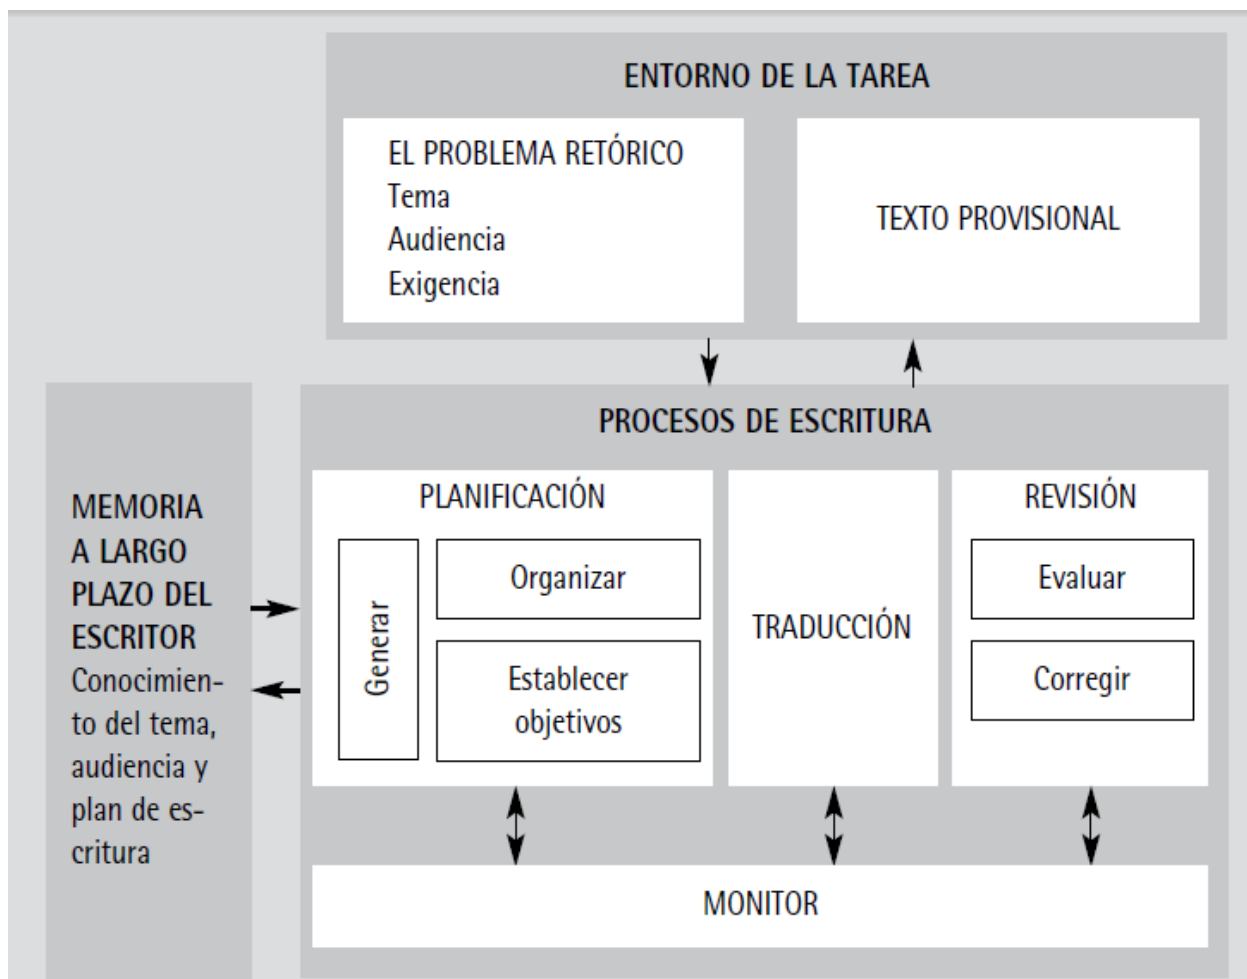 ENTORNO DE LA TAREA
EL PROBLEMA RETÓRICO
Tema
Audiencia
Exigencia
TEXTO PROVISIONAL
MEMORIA
A LARGO
PLAZO DEL
ESCRITOR
Conocimien-
to del tema,
audiencia y
plan de es-
critura
PROCESOS DE ESCRITURA
PLANIFICACIÓN
Generar
Organizar
Establecer
objetivos
TRADUCCIÓN
REVISIÓN
Evaluar
Corregir
MONITOR